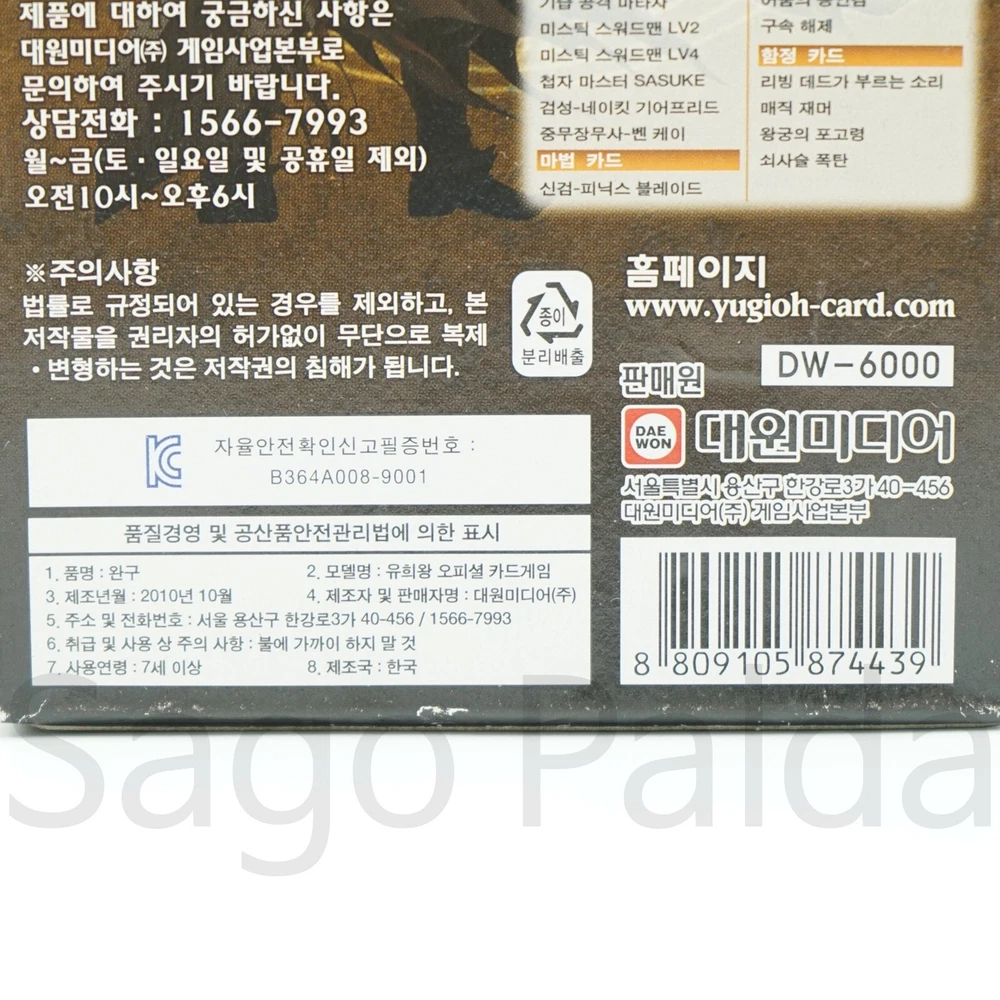 제품에 대하여 궁금하신 사항은
대원미디어㈜ 게임사업본부로
문의하여 주시기 바랍니다.
상담전화 : 1566-7993
월~금(토·일요일 및 공휴일 제외)
오전10시~오후6시
미스틱 스워드맨 LV2
미스틱 스워드맨 LV4
첩자 마스터 SASUKE
검성-네이킷 기어프리드
중무장무사-벤 케이
마법 카드
신검-피닉스 블레이드
구속 해제
함정 카드
리빙 데드가 부르는 소리
매직 재머
왕궁의 포고령
쇠사슬 폭탄
※주의사항
법률로 규정되어 있는 경우를 제외하고, 본
저작물을 권리자의 허가없이 무단으로 복제
·변형하는 것은 저작권의 침해가 됩니다.
종이
분리배출
홈페이지
www.yugioh-card.com
DW-6000
판매원
DAE
WON
대원미디어
서울특별시 용산구 한강로3가 40-456
대원미디어(주) 게임사업본부
자율안전확인신고필증번호 :
B364A008-9001
품질경영 및 공산품안전관리법에 의한 표시
1. 품명 : 완구 2. 모델명 : 유희왕 오피셜 카드게임
3. 제조년월 : 2010년 10월 4. 제조자 및 판매자명 : 대원미디어(주)
5. 주소 및 전화번호 : 서울 용산구 한강로3가 40-456 / 1566-7993
6. 취급 및 사용 상 주의 사항 : 불에 가까이 하지 말 것
7. 사용연령 : 7세 이상 8. 제조국 : 한국
8 809105 874439
Sago Palda